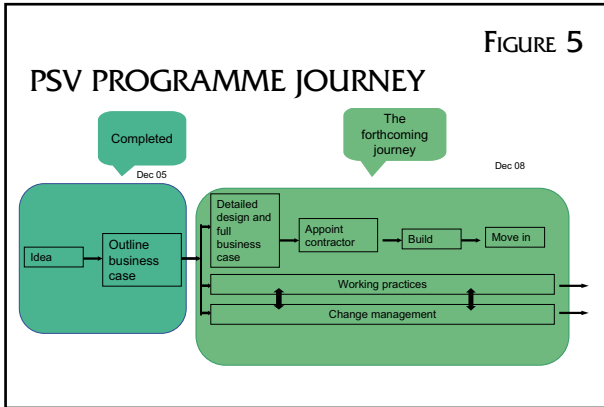 FIGURE 5
PSV PROGRAMME JOURNEY
Completed
The
forthcoming
journey
Dec 05
Dec 08
Idea
Outline
business
case
Detailed
design and
full
business
case
Appoint
contractor
Build
Move in
Working practices
Change management